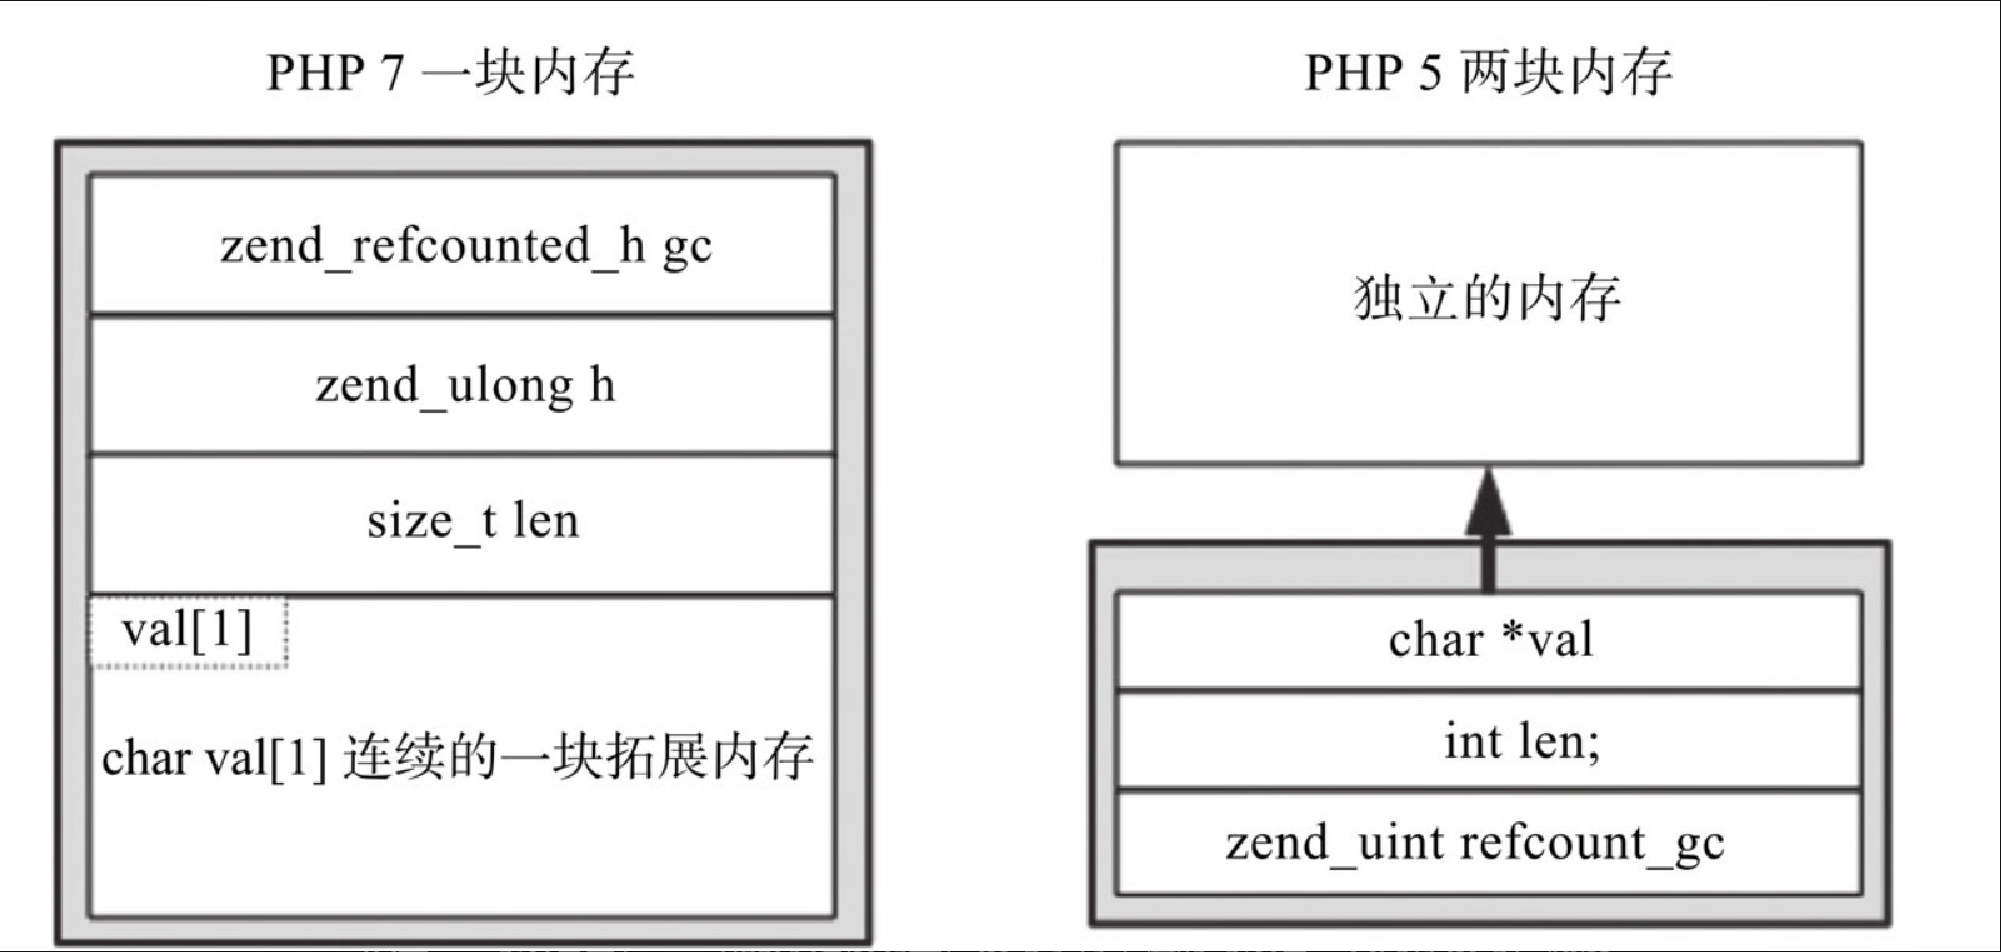 PHP 7 一块内存
zend_refcounted_h gc
zend_ulong h
size_t len
val[1]
char val[1] 连续的一块拓展内存
PHP 5 两块内存
独立的内存
char *val
int len;
zend_uint refcount_gc